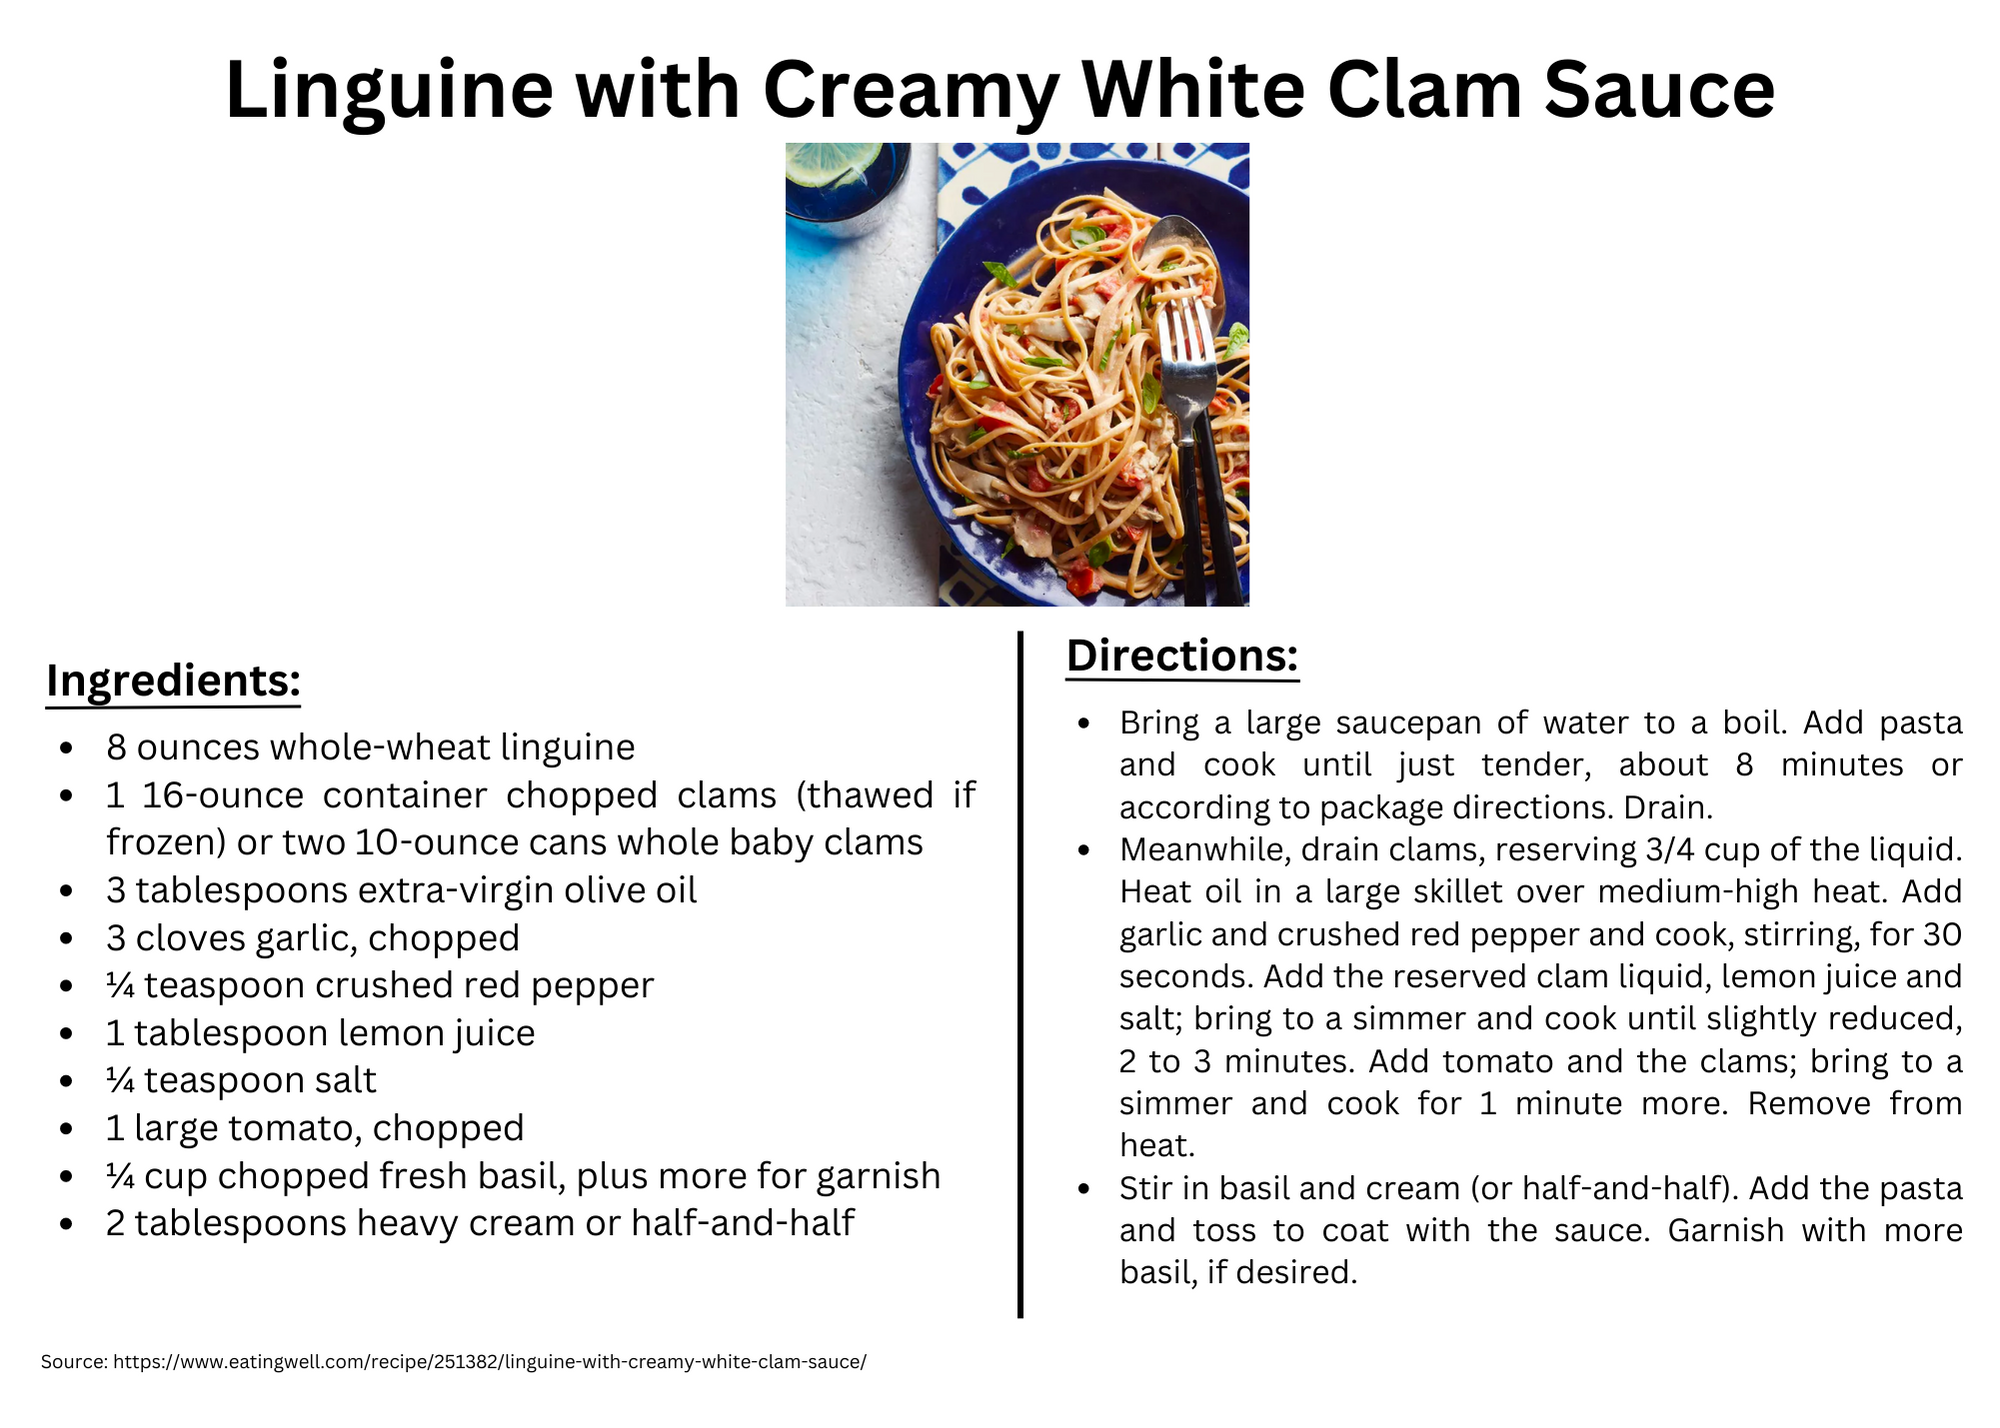 Linguine with Creamy White Clam Sauce
Ingredients:
• 8 ounces whole-wheat linguine
• 1 16-ounce container chopped clams (thawed if
frozen) or two 10-ounce cans whole baby clams
• 3 tablespoons extra-virgin olive oil
• 3 cloves garlic, chopped
• ¼ teaspoon crushed red pepper
• 1 tablespoon lemon juice
• ¼ teaspoon salt
• 1 large tomato, chopped
• ¼ cup chopped fresh basil, plus more for garnish
• 2 tablespoons heavy cream or half-and-half
Directions:
• Bring a large saucepan of water to a boil. Add pasta
and cook until just tender, about 8 minutes or
according to package directions. Drain.
• Meanwhile, drain clams, reserving 3/4 cup of the liquid.
Heat oil in a large skillet over medium-high heat. Add
garlic and crushed red pepper and cook, stirring, for 30
seconds. Add the reserved clam liquid, lemon juice and
salt; bring to a simmer and cook until slightly reduced,
2 to 3 minutes. Add tomato and the clams; bring to a
simmer and cook for 1 minute more. Remove from
heat.
• Stir in basil and cream (or half-and-half). Add the pasta
and toss to coat with the sauce. Garnish with more
basil, if desired.
Source: https://www.eatingwell.com/recipe/251382/linguine-with-creamy-white-clam-sauce/